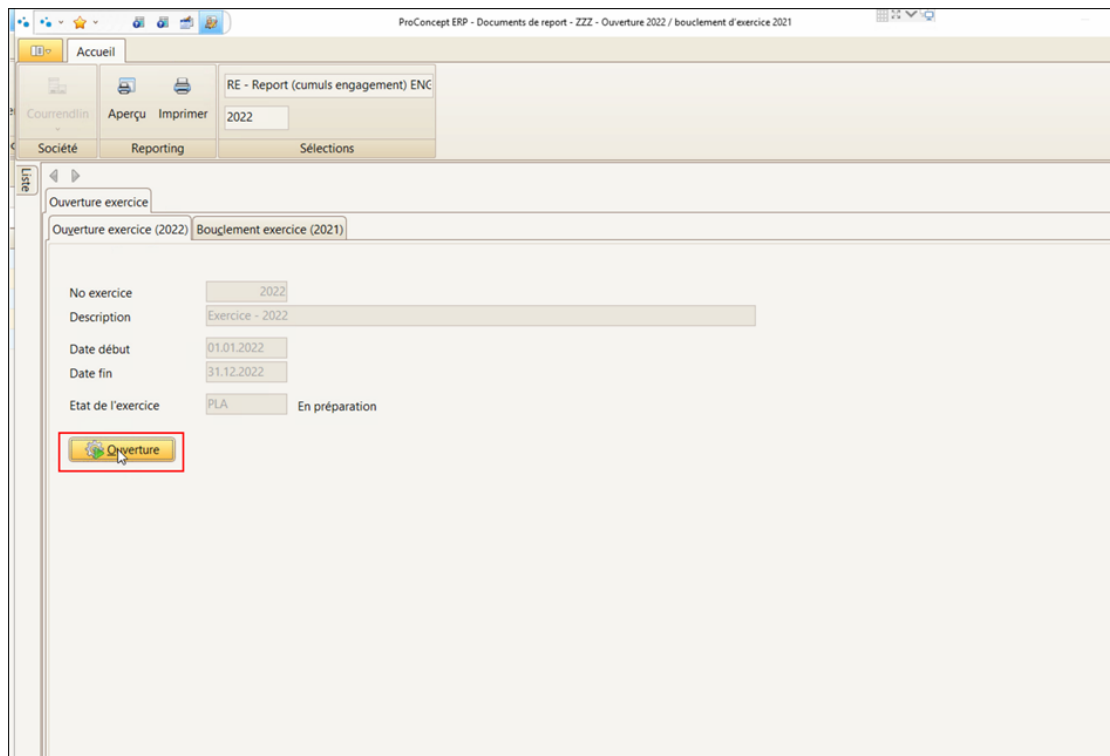 ProConcept ERP - Documents de report - ZZZ - Ouverture 2022 / bouclement d'exercice 2021
Accueil
Courrendlin
Aperçu
Imprimer
RE - Report (cumuls engagement) ENG
2022
Société
Reporting
Sélections
Liste
Ouverture exercice
Ouverture exercice (2022)
Bouclement exercice (2021)
No exercice
2022
Description
Exercice - 2022
Date début
01.01.2022
Date fin
31.12.2022
Etat de l'exercice
PLA
En préparation
Ouverture